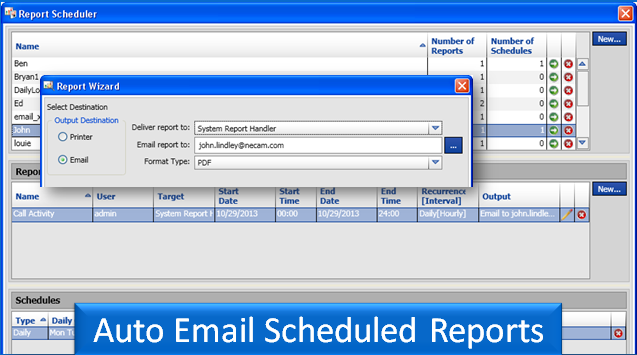 Report Scheduler
Name
Number of Reports
Number of Schedules
New...
Ben 1 1
Bryan1 1 0
DailyLo 1 0
Ed 2 0
email_x 1 0
John 1 1
louie 1 0
Report Wizard
Select Destination
Output Destination
Printer
Email
Deliver report to: System Report Handler
Email report to: john.lindley@necam.com ...
Format Type: PDF
Repor
New...
Name User Target Start Date Start Time End Date End Time Recurrence [Interval] Output
Call Activity admin System Report H 10/29/2013 00:00 10/29/2013 24:00 Daily[Hourly] Email to john.lindle...
Schedules
Type Daily
Daily Mon Tu
Auto Email Scheduled Reports